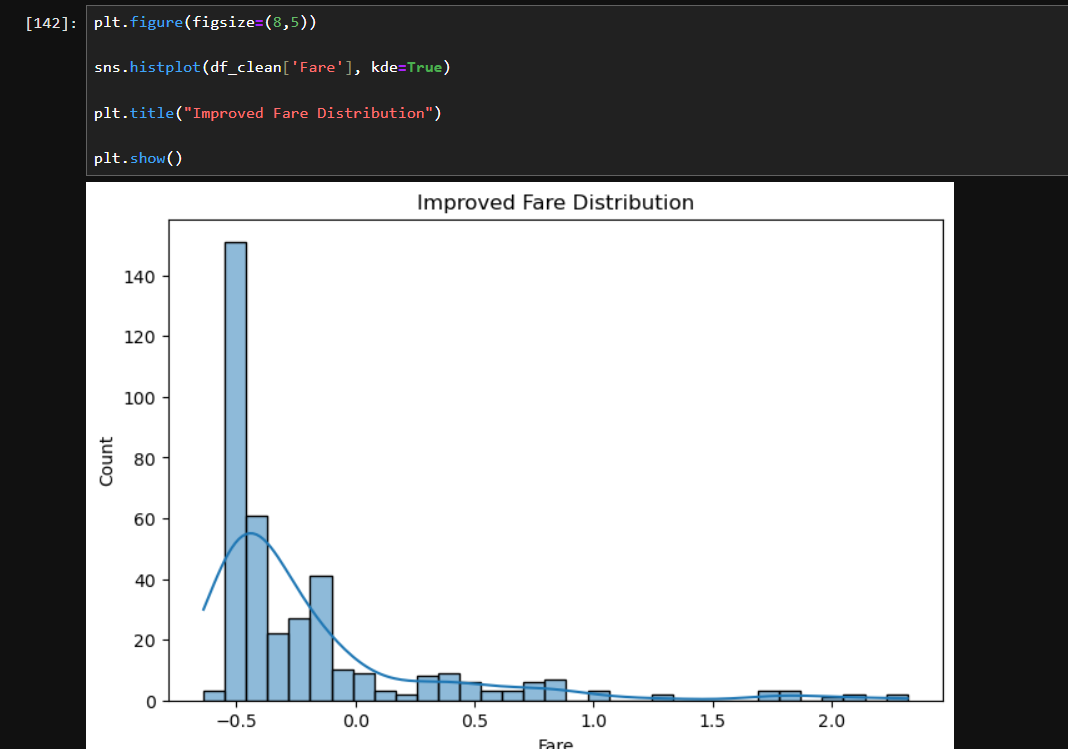 [142]:
plt.figure(figsize=(8,5))
sns.histplot(df_clean['Fare'], kde=True)
plt.title("Improved Fare Distribution")
plt.show()
Improved Fare Distribution
Count
140
120
100
80
60
40
20
0
−0.5
0.0
0.5
1.0
1.5
2.0
Fare